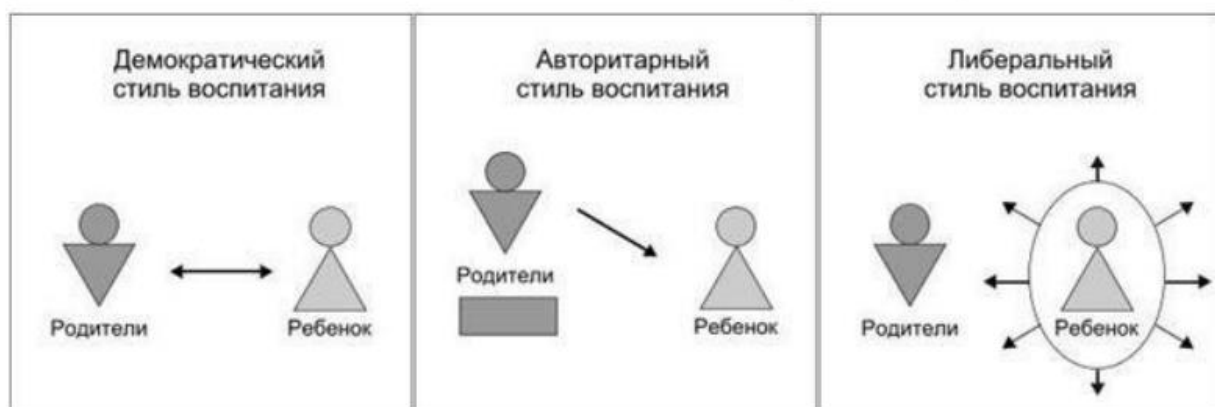 Демократический
стиль воспитания
Родители
Ребенок
Авторитарный
стиль воспитания
Родители
Ребенок
Либеральный
стиль воспитания
Родители
Ребенок